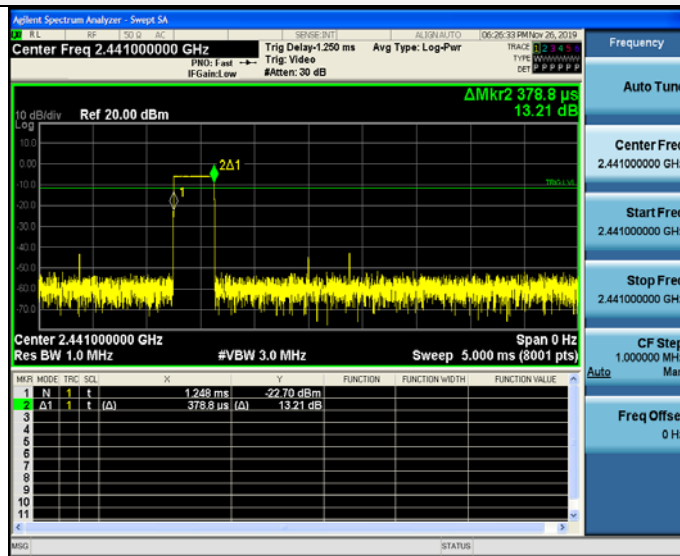 Agilent Spectrum Analyzer - Swept SA
RL RF 50 Ω AC SENSE:INT ALIGN AUTO 06:26:33 PM Nov 26, 2019
Center Freq 2.441000000 GHz
PNO: Fast
IFGain:Low
Trig Delay-1.250 ms
Trig: Video
#Atten: 30 dB
Avg Type: Log-Pwr
TRACE 1 2 3 4 5 6
TYPE W
DET P P P P P P
ΔMkr2 378.8 µs
13.21 dB
10 dB/div Ref 20.00 dBm
Log
10.0
0.00
-10.0
-20.0
-30.0
-40.0
-50.0
-60.0
-70.0
2Δ1
1
TRIG LVL
Center 2.441000000 GHz Span 0 Hz
Res BW 1.0 MHz #VBW 3.0 MHz Sweep 5.000 ms (8001 pts)
MKR MODE TRC SCL X Y FUNCTION FUNCTION WIDTH FUNCTION VALUE
1 N 1 t 1.248 ms -22.70 dBm
2 Δ1 1 t (Δ) 378.8 µs (Δ) 13.21 dB
3
4
5
6
7
8
9
10
11
MSG STATUS
Frequency
Auto Tune
Center Freq
2.441000000 GHz
Start Freq
2.441000000 GHz
Stop Freq
2.441000000 GHz
CF Step
1.000000 MHz
Auto Man
Freq Offset
0 Hz